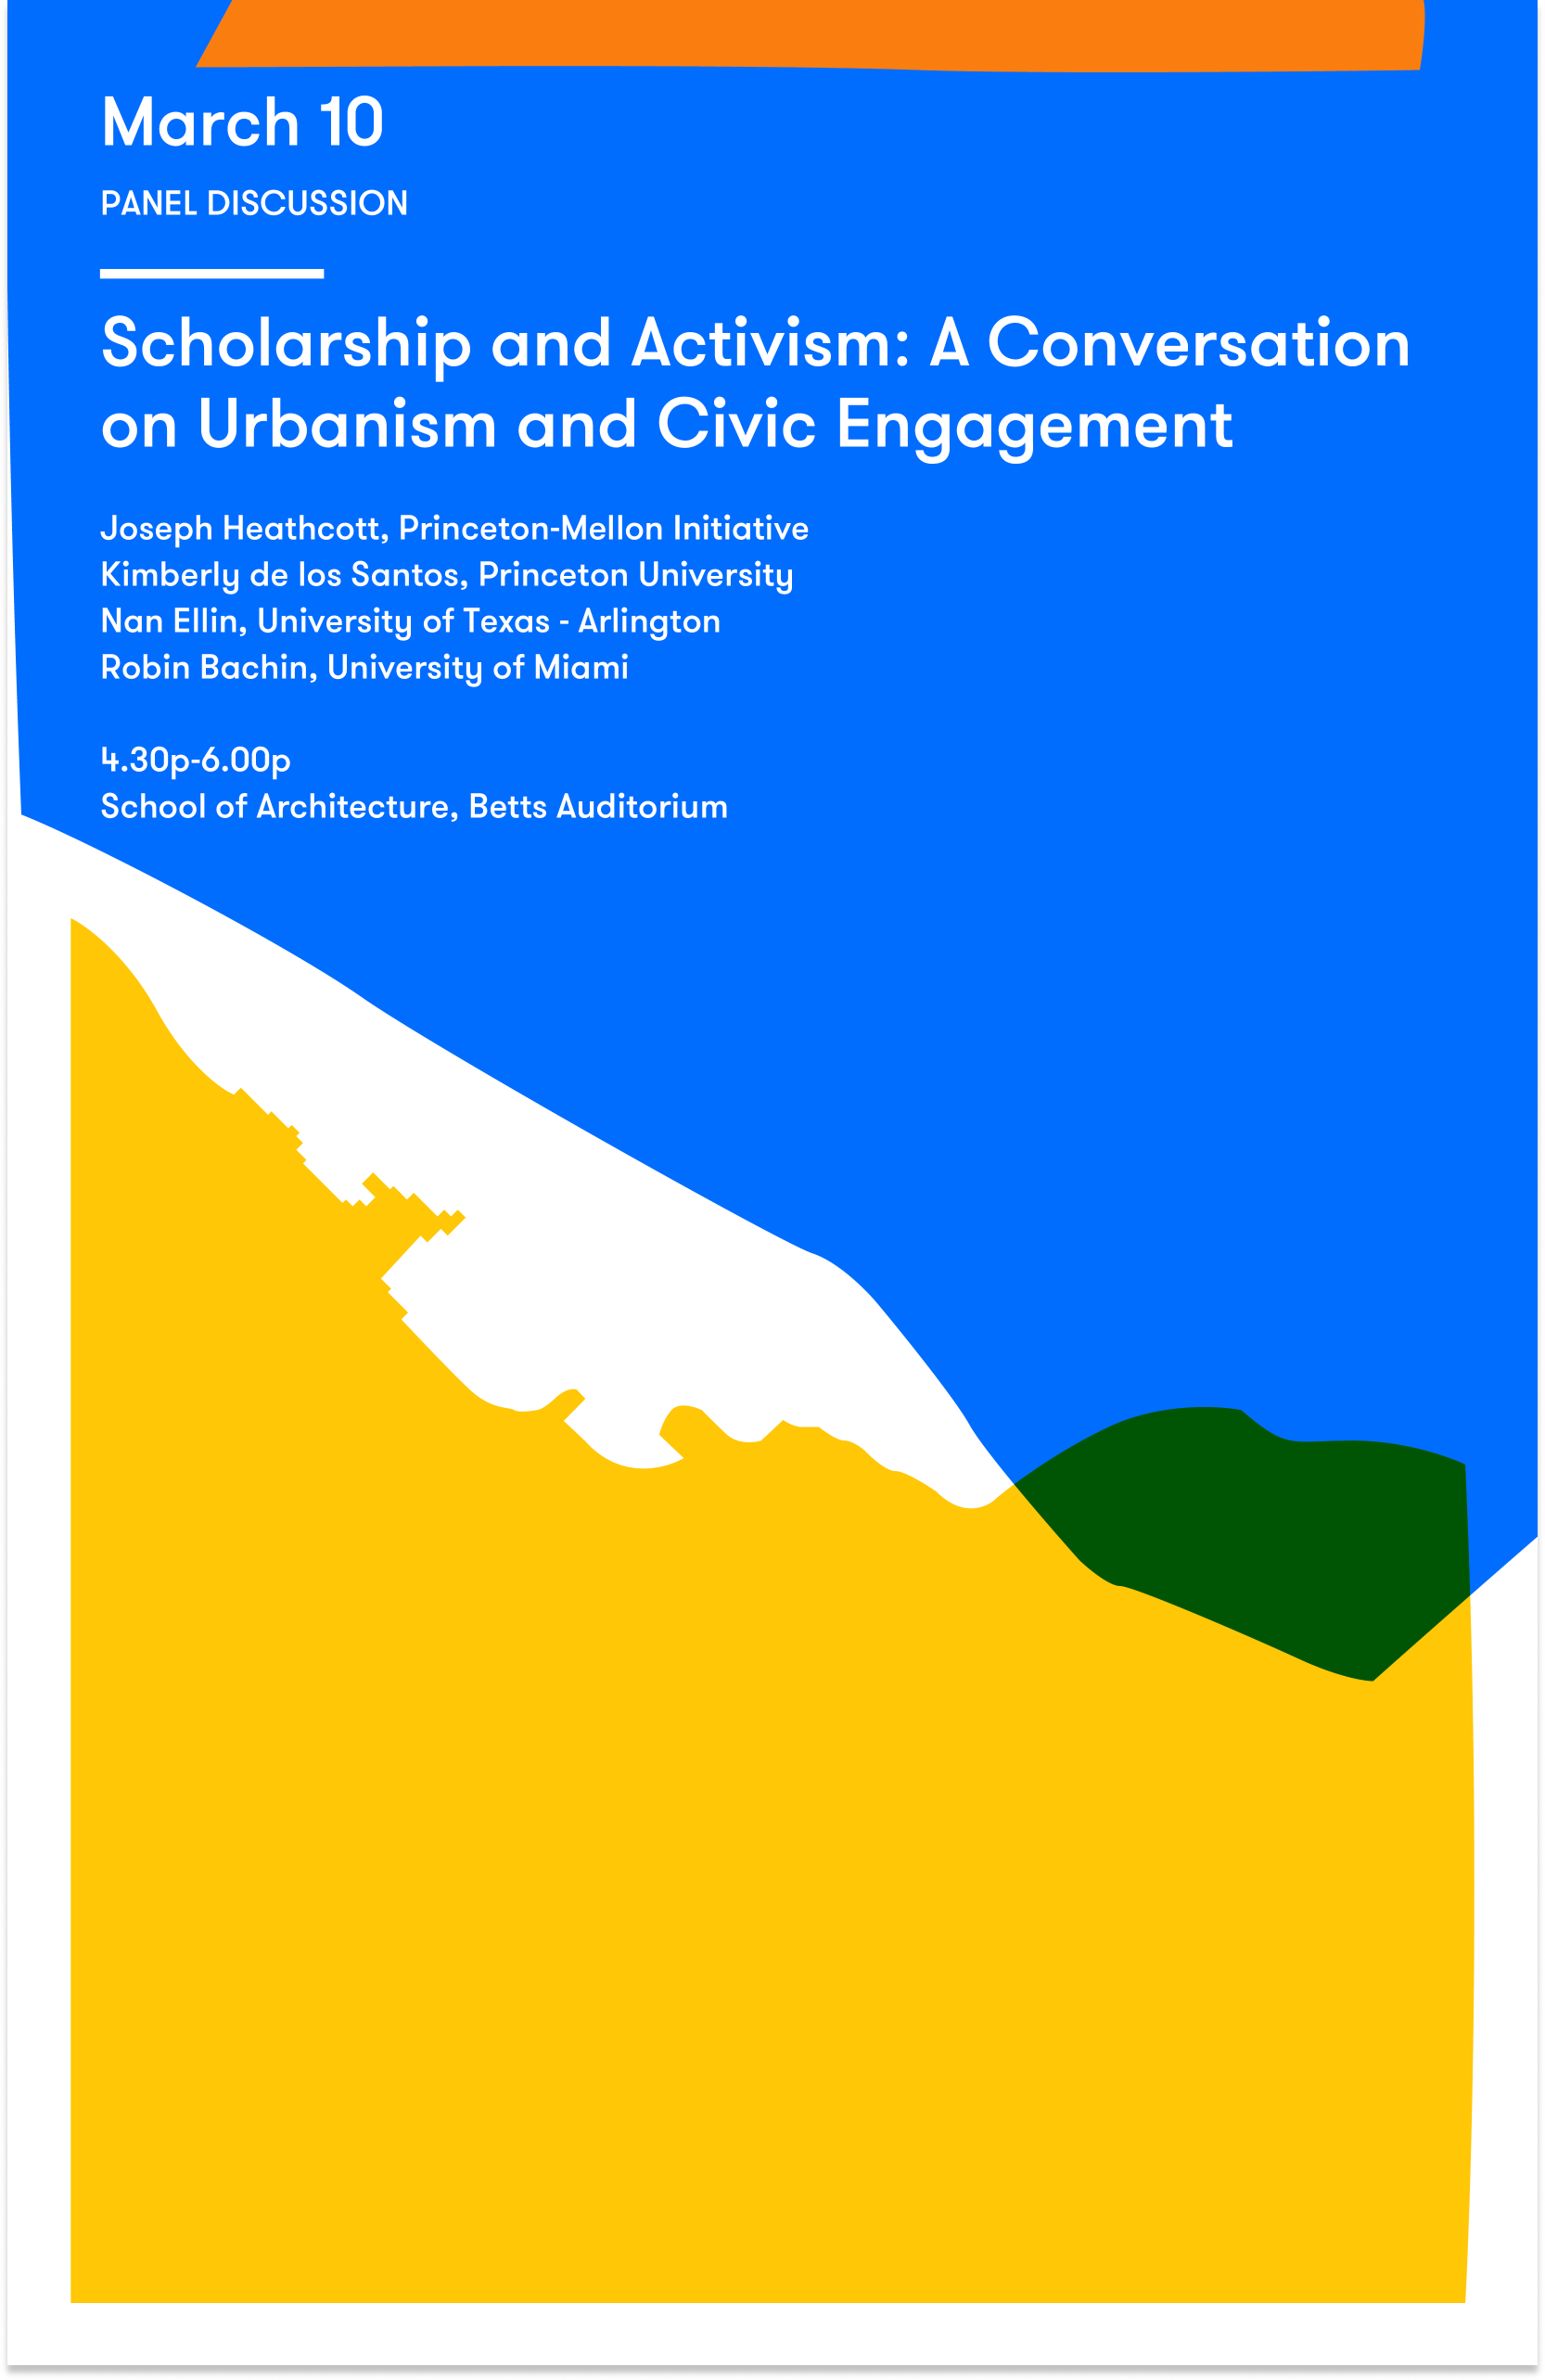 March 10
PANEL DISCUSSION
Scholarship and Activism: A Conversation
on Urbanism and Civic Engagement
Joseph Heathcott, Princeton-Mellon Initiative
Kimberly de los Santos, Princeton University
Nan Ellin, University of Texas - Arlington
Robin Bachin, University of Miami
4.30p-6.00p
School of Architecture, Betts Auditorium